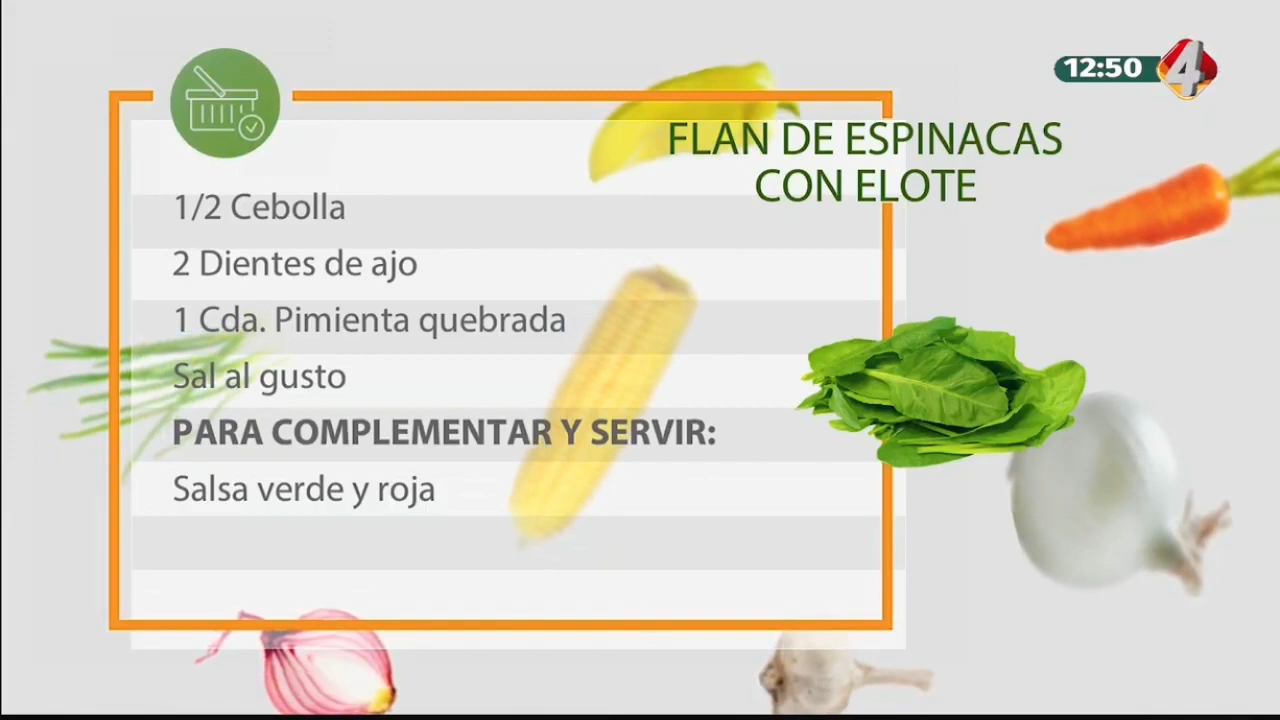 12:50 4
FLAN DE ESPINACAS
CON ELOTE
1/2 Cebolla
2 Dientes de ajo
1 Cda. Pimienta quebrada
Sal al gusto
PARA COMPLEMENTAR Y SERVIR:
Salsa verde y roja